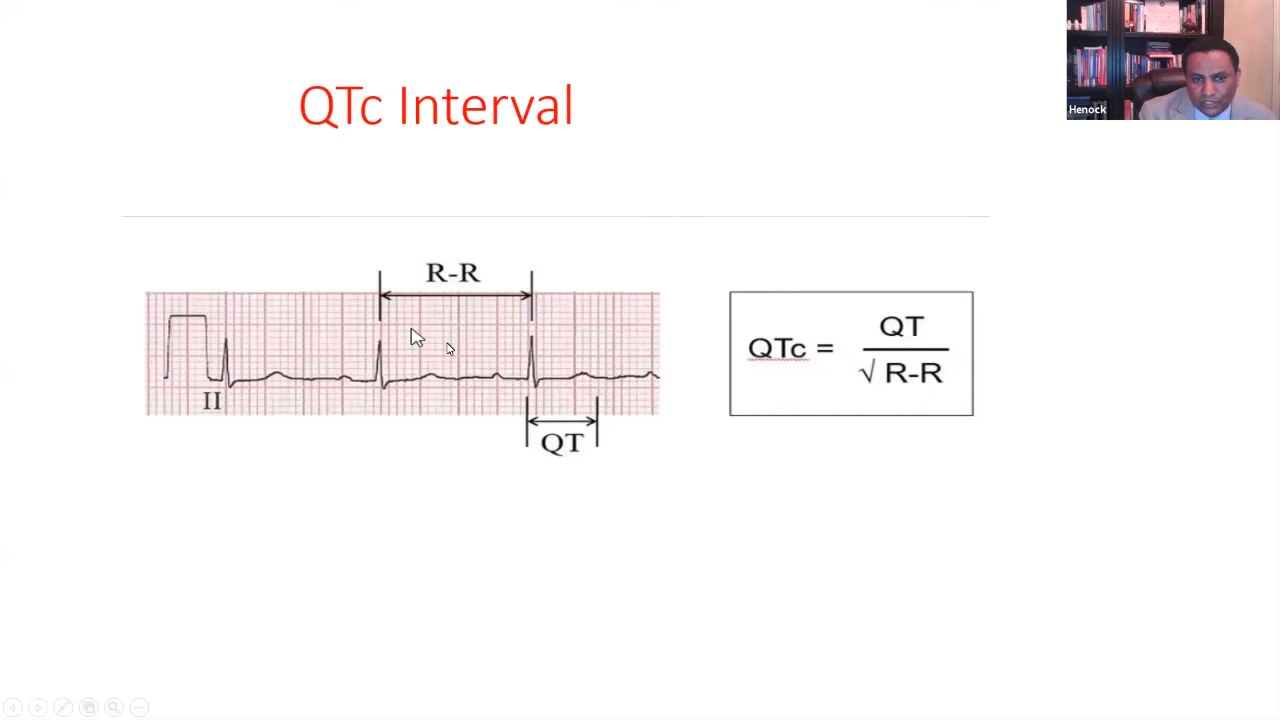 QTc Interval
Henock
R-R
II
QT
QTc = QT
√ R-R